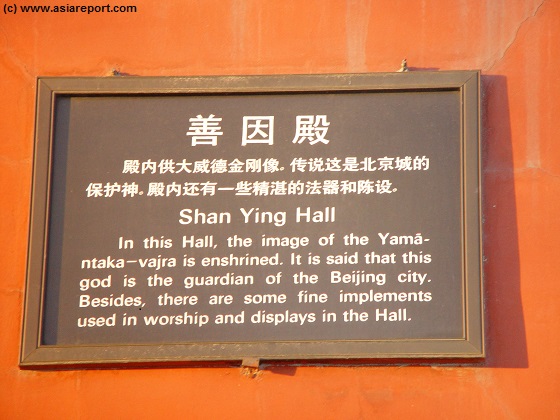 (c) www.asiareport.com
善因殿
殿内供大威德金刚像。传说这是北京城的
保护神。殿内还有一些精湛的法器和陈设。
Shan Ying Hall
In this Hall, the image of the Yamā-
ntaka-vajra is enshrined. It is said that this
god is the guardian of the Beijing city.
Besides, there are some fine implements
used in worship and displays in the Hall.